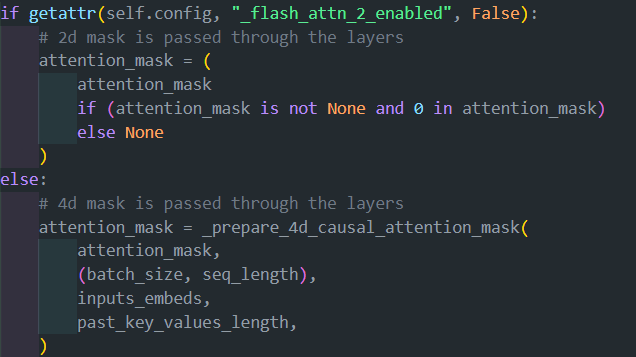 if getattr(self.config, "_flash_attn_2_enabled", False):
    # 2d mask is passed through the layers
    attention_mask = (
        attention_mask
        if (attention_mask is not None and 0 in attention_mask)
        else None
    )
else:
    # 4d mask is passed through the layers
    attention_mask = _prepare_4d_causal_attention_mask(
        attention_mask,
        (batch_size, seq_length),
        inputs_embeds,
        past_key_values_length,
    )